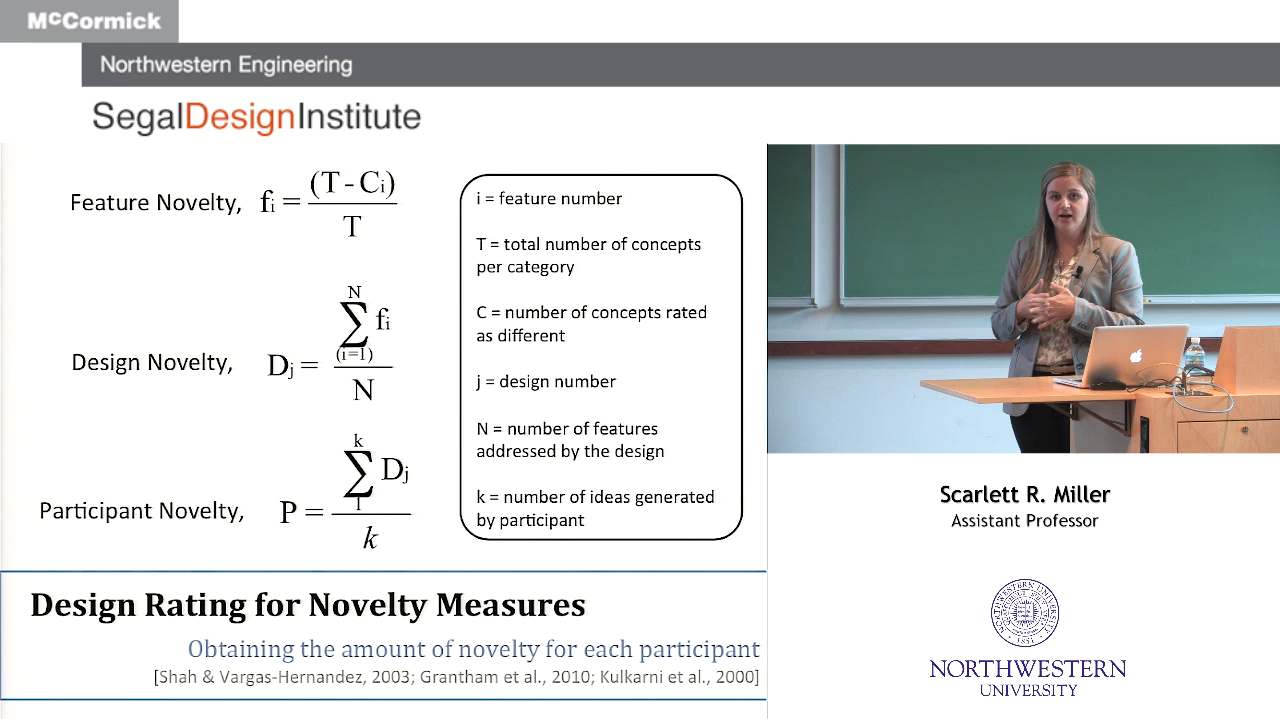 McCormick
Northwestern Engineering
SegalDesignInstitute
Feature Novelty, fi = (T - Ci) / T
Design Novelty, Dj = ∑ (i=1) N fi / N
Participant Novelty, P = ∑ 1 k Dj / k
i = feature number
T = total number of concepts
per category
C = number of concepts rated
as different
j = design number
N = number of features
addressed by the design
k = number of ideas generated
by participant
Design Rating for Novelty Measures
Obtaining the amount of novelty for each participant
[Shah & Vargas-Hernandez, 2003; Grantham et al., 2010; Kulkarni et al., 2000]
Scarlett R. Miller
Assistant Professor
NORTHWESTERN
UNIVERSITY